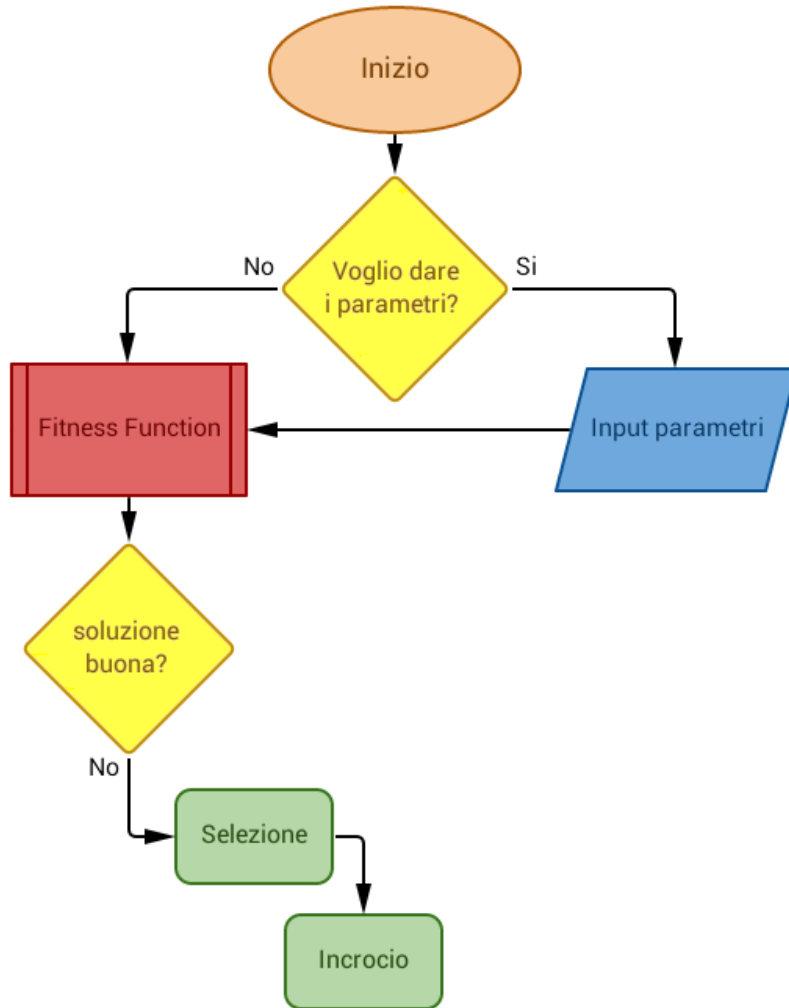 Inizio
Voglio dare
i parametri?
No
Si
Fitness Function
Input parametri
soluzione
buona?
No
Selezione
Incrocio